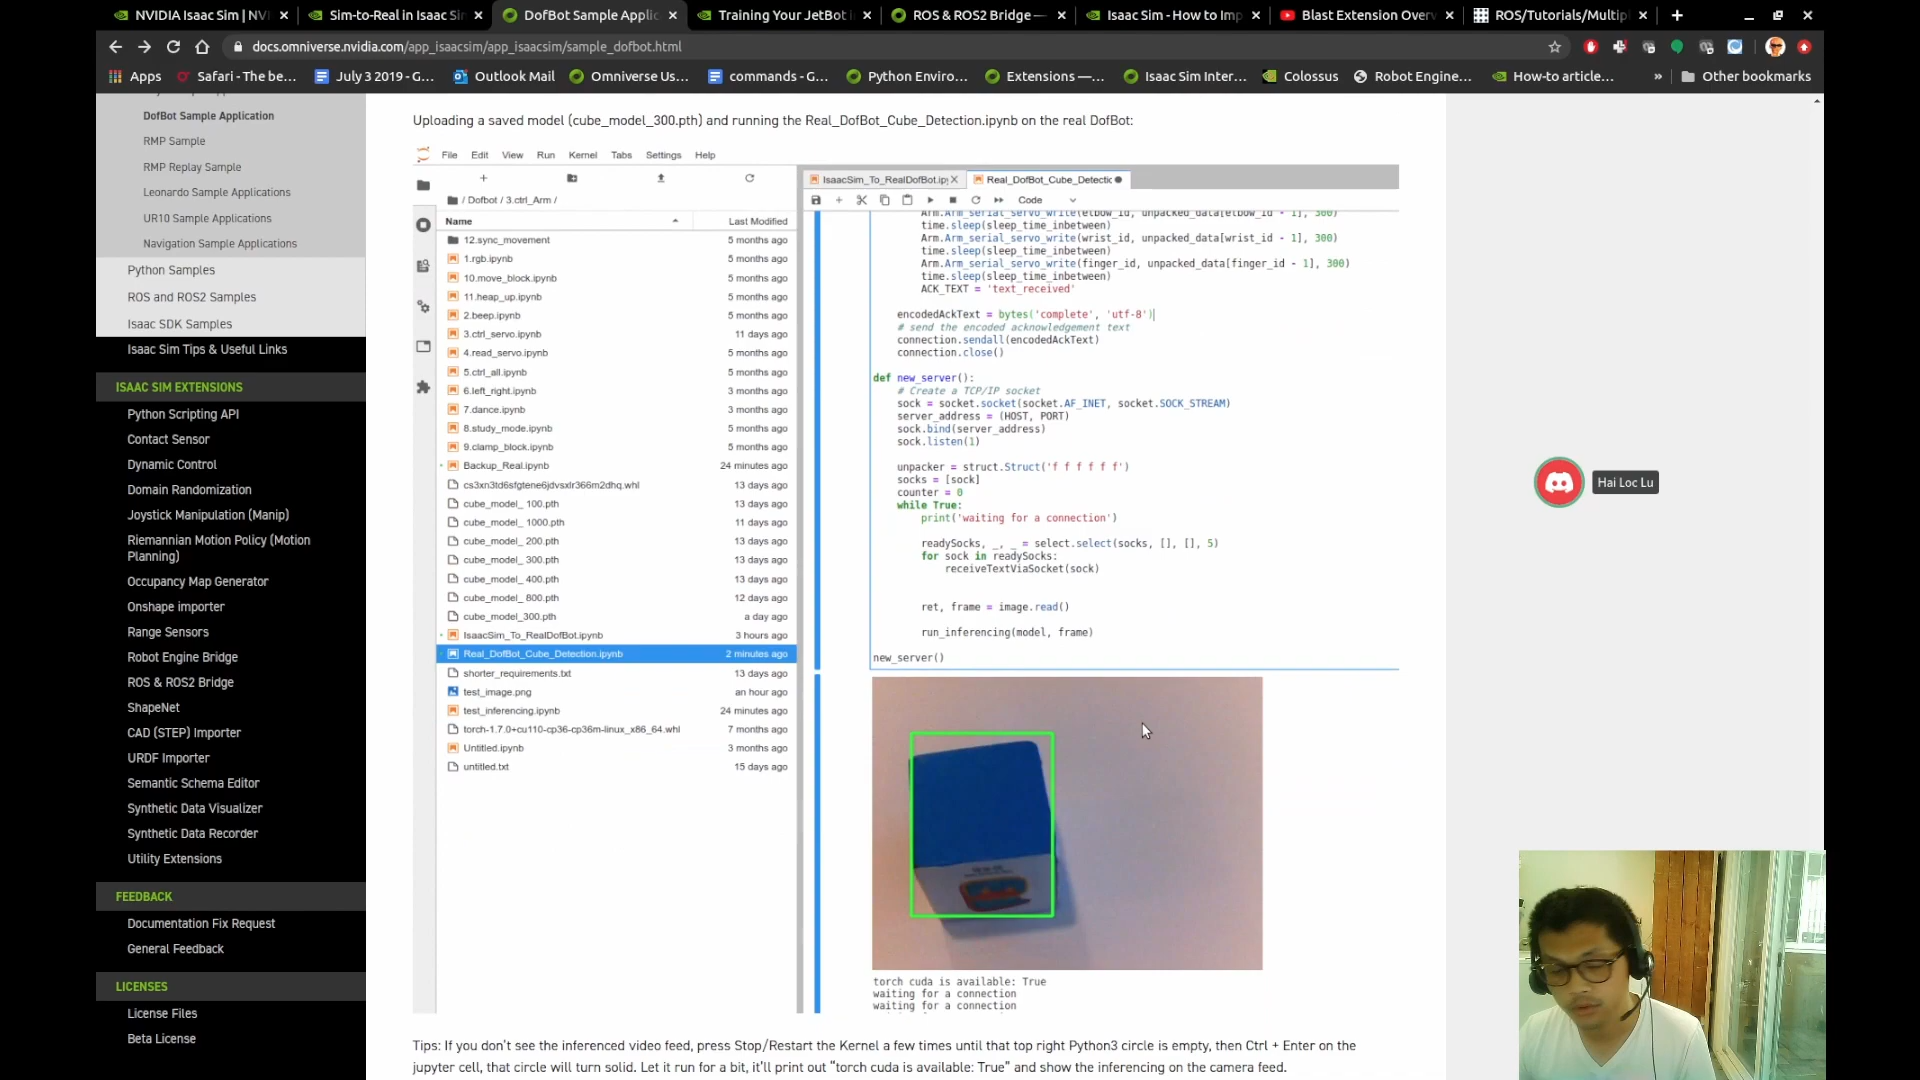 NVIDIA Isaac Sim | NV
Sim-to-Real in Isaac Sim
DofBot Sample Applic
Training Your JetBot i
ROS & ROS2 Bridge —
Isaac Sim - How to Imp
Blast Extension Overv
ROS/Tutorials/Multipl
docs.omniverse.nvidia.com/app_isaacsim/app_isaacsim/sample_dofbot.html
Apps
Safari - The be...
July 3 2019 - G...
Outlook Mail
Omniverse Us...
commands - G...
Python Enviro...
Extensions —...
Isaac Sim Inter...
Colossus
Robot Engine...
How-to article...
»
Other bookmarks
DofBot Sample Application
RMP Sample
RMP Replay Sample
Leonardo Sample Applications
UR10 Sample Applications
Navigation Sample Applications
Python Samples
ROS and ROS2 Samples
Isaac SDK Samples
Isaac Sim Tips & Useful Links
ISAAC SIM EXTENSIONS
Python Scripting API
Contact Sensor
Dynamic Control
Domain Randomization
Joystick Manipulation (Manip)
Riemannian Motion Policy (Motion
Planning)
Occupancy Map Generator
Onshape importer
Range Sensors
Robot Engine Bridge
ROS & ROS2 Bridge
ShapeNet
CAD (STEP) Importer
URDF Importer
Semantic Schema Editor
Synthetic Data Visualizer
Synthetic Data Recorder
Utility Extensions
FEEDBACK
Documentation Fix Request
General Feedback
LICENSES
License Files
Beta License
Uploading a saved model (cube_model_300.pth) and running the Real_DofBot_Cube_Detection.ipynb on the real DofBot:
File Edit View Run Kernel Tabs Settings Help
/ Dofbot / 3.ctrl_Arm /
Name Last Modified
12.sync_movement 5 months ago
1.rgb.ipynb 5 months ago
10.move_block.ipynb 5 months ago
11.heap_up.ipynb 5 months ago
2.beep.ipynb 5 months ago
3.ctrl_servo.ipynb 11 days ago
4.read_servo.ipynb 5 months ago
5.ctrl_all.ipynb 5 months ago
6.left_right.ipynb 3 months ago
7.dance.ipynb 3 months ago
8.study_mode.ipynb 5 months ago
9.clamp_block.ipynb 5 months ago
Backup_Real.ipynb 24 minutes ago
cs3xn3td6sfgtene6jdvsxlr366m2dhq.whl 13 days ago
cube_model_ 100.pth 13 days ago
cube_model_ 1000.pth 11 days ago
cube_model_ 200.pth 13 days ago
cube_model_ 300.pth 13 days ago
cube_model_ 400.pth 13 days ago
cube_model_ 800.pth 12 days ago
cube_model_300.pth a day ago
IsaacSim_To_RealDofBot.ipynb 3 hours ago
Real_DofBot_Cube_Detection.ipynb 2 minutes ago
shorter_requirements.txt 13 days ago
test_image.png an hour ago
test_inferencing.ipynb 24 minutes ago
torch-1.7.0+cu110-cp36-cp36m-linux_x86_64.whl 7 months ago
Untitled.ipynb 3 months ago
untitled.txt 15 days ago
IsaacSim_To_RealDofBot.ipy
Real_DofBot_Cube_Detectic
Code
Arm.Arm_serial_servo_write(elbow_id, unpacked_data[elbow_id - 1], 300)
time.sleep(sleep_time_inbetween)
Arm.Arm_serial_servo_write(wrist_id, unpacked_data[wrist_id - 1], 300)
time.sleep(sleep_time_inbetween)
Arm.Arm_serial_servo_write(finger_id, unpacked_data[finger_id - 1], 300)
time.sleep(sleep_time_inbetween)
ACK_TEXT = 'text_received'
encodedAckText = bytes('complete', 'utf-8')
# send the encoded acknowledgement text
connection.sendall(encodedAckText)
connection.close()
def new_server():
# Create a TCP/IP socket
sock = socket.socket(socket.AF_INET, socket.SOCK_STREAM)
server_address = (HOST, PORT)
sock.bind(server_address)
sock.listen(1)
unpacker = struct.Struct('f f f f f f')
socks = [sock]
counter = 0
while True:
print('waiting for a connection')
readySocks, _, _ = select.select(socks, [], [], 5)
for sock in readySocks:
receiveTextViaSocket(sock)
ret, frame = image.read()
run_inferencing(model, frame)
new_server()
torch cuda is available: True
waiting for a connection
waiting for a connection
Tips: If you don't see the inferenced video feed, press Stop/Restart the Kernel a few times until that top right Python3 circle is empty, then Ctrl + Enter on the
jupyter cell, that circle will turn solid. Let it run for a bit, it'll print out "torch cuda is available: True" and show the inferencing on the camera feed.
Hai Loc Lu